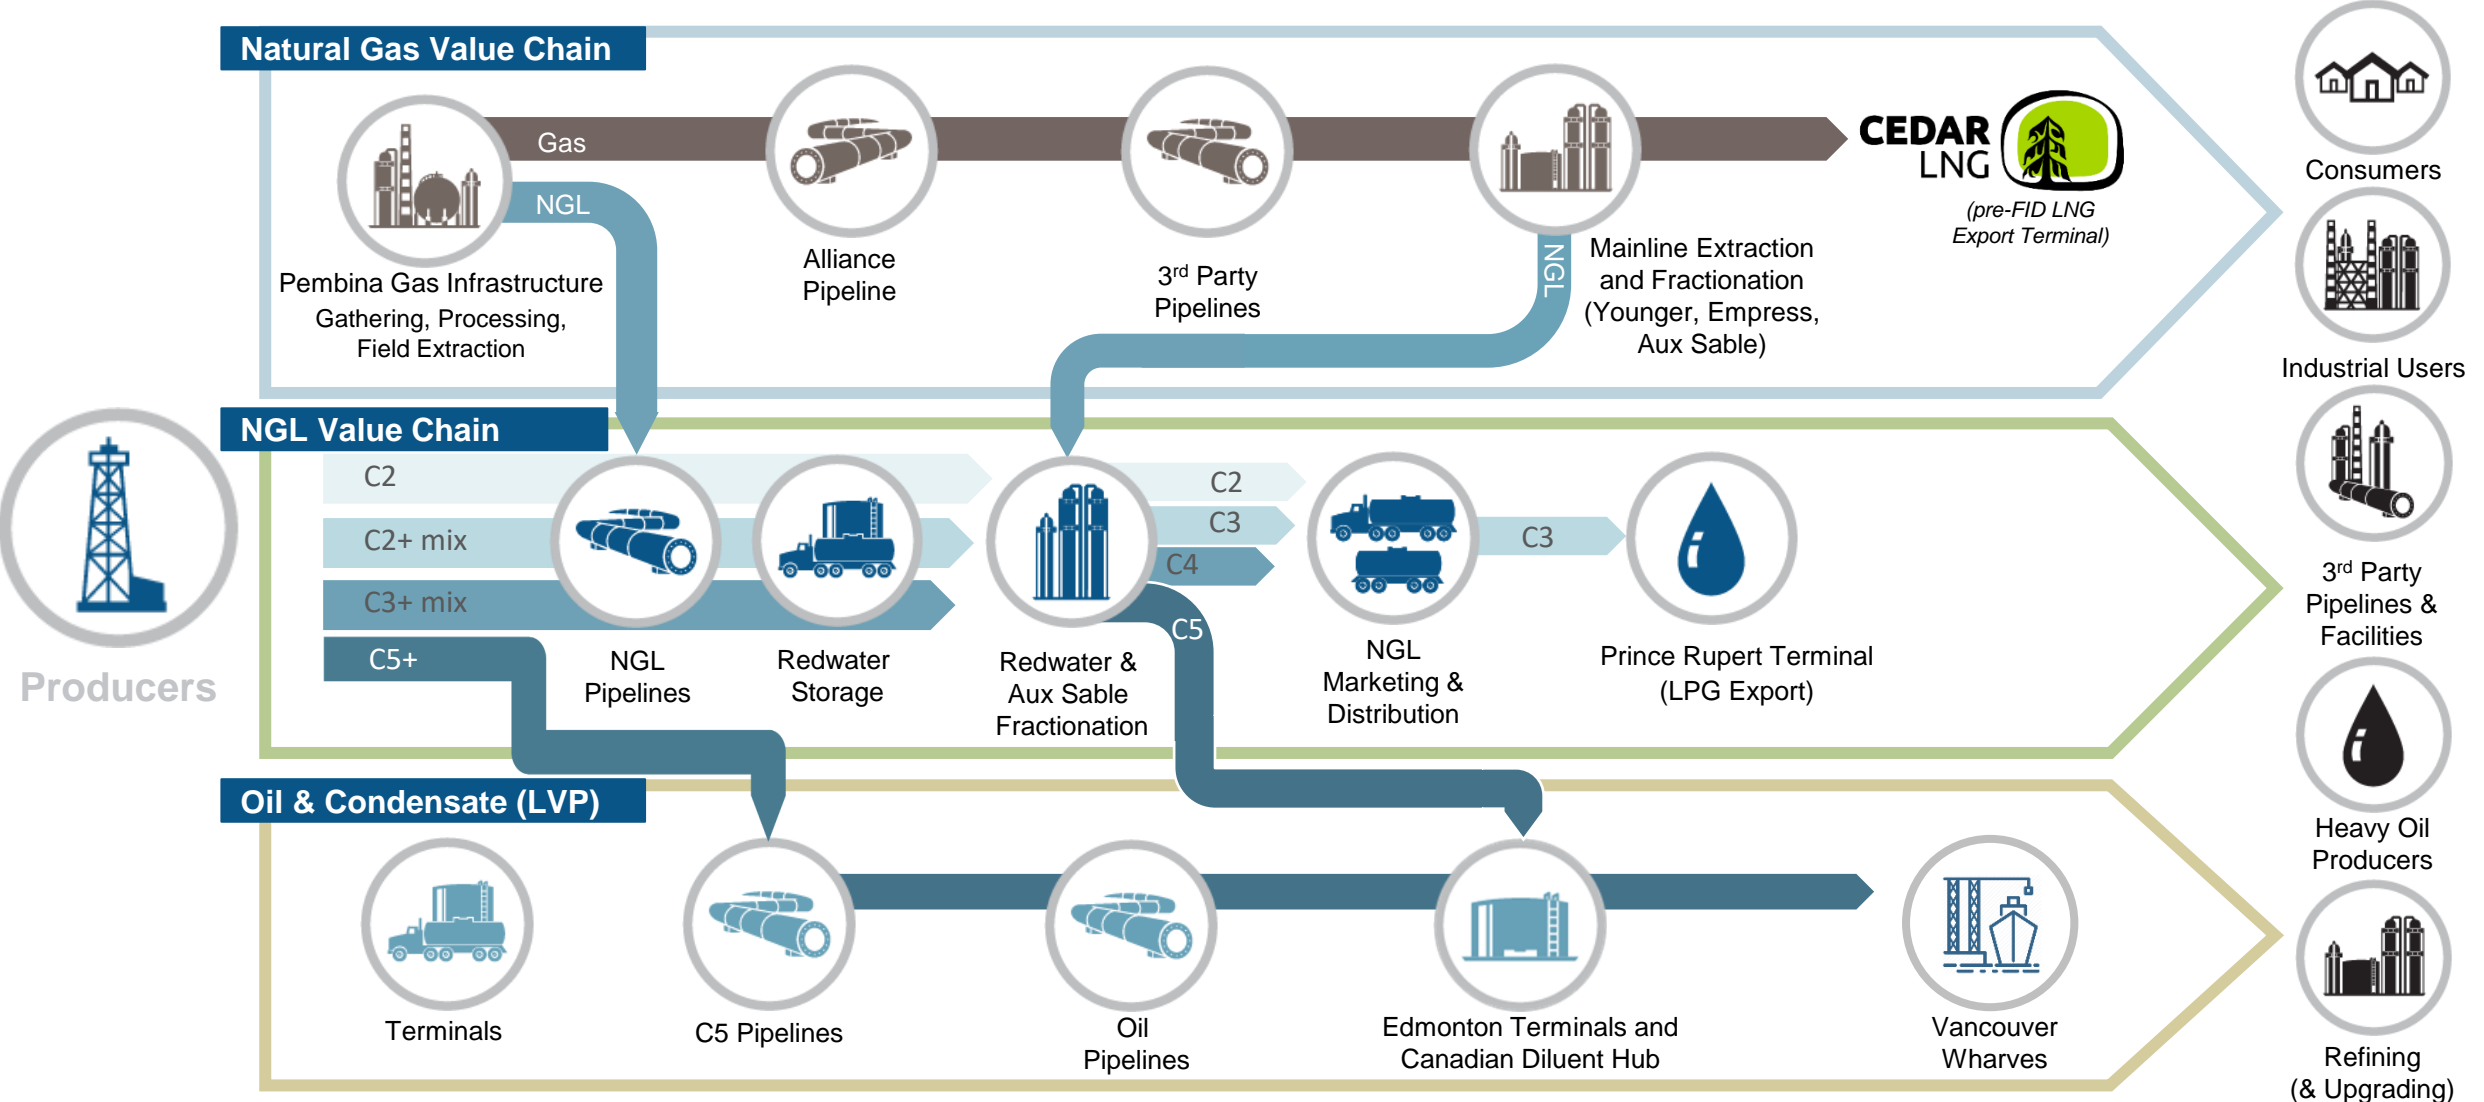 Natural Gas Value Chain
Gas
NGL
Pembina Gas Infrastructure
Gathering, Processing,
Field Extraction
Alliance
Pipeline
3rd Party
Pipelines
NGL
Mainline Extraction
and Fractionation
(Younger, Empress,
Aux Sable)
CEDAR
LNG
(pre-FID LNG
Export Terminal)
Producers
NGL Value Chain
C2
C2+ mix
C3+ mix
C5+
NGL
Pipelines
Redwater
Storage
Redwater &
Aux Sable
Fractionation
C2
C3
C4
C5
NGL
Marketing &
Distribution
C3
Prince Rupert Terminal
(LPG Export)
Oil & Condensate (LVP)
Terminals
C5 Pipelines
Oil
Pipelines
Edmonton Terminals and
Canadian Diluent Hub
Vancouver
Wharves
Consumers
Industrial Users
3rd Party
Pipelines &
Facilities
Heavy Oil
Producers
Refining
(& Upgrading)